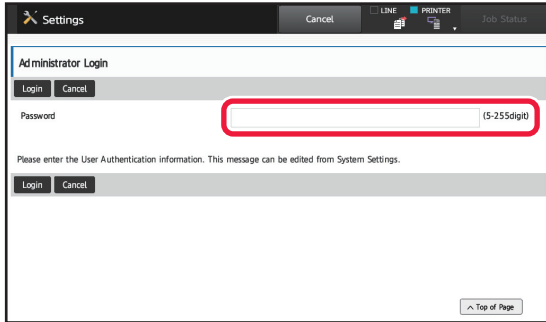 Settings
Cancel
LINE
PRINTER
Job Status
Administrator Login
Login Cancel
Password (5-255digit)
Please enter the User Authentication information. This message can be edited from System Settings.
Login Cancel
Top of Page